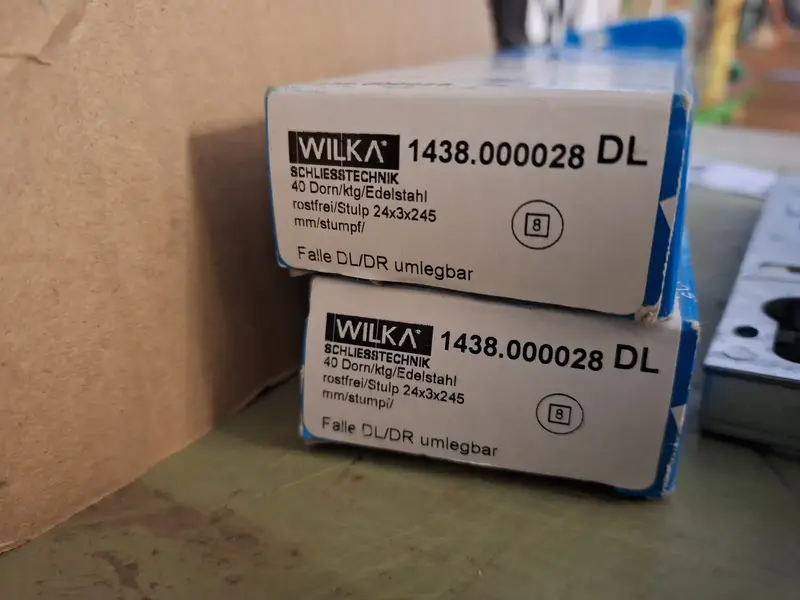 WILKA® 1438.000028 DL
SCHLIESSTECHNIK
40 Dorn/ktg/Edelstahl
rostfrei/Stulp 24x3x245
mm/stumpf/
8
Falle DL/DR umlegbar
WILKA® 1438.000028 DL
SCHLIESSTECHNIK
40 Dorn/ktg/Edelstahl
rostfrei/Stulp 24x3x245
mm/stumpf/
8
Falle DL/DR umlegbar